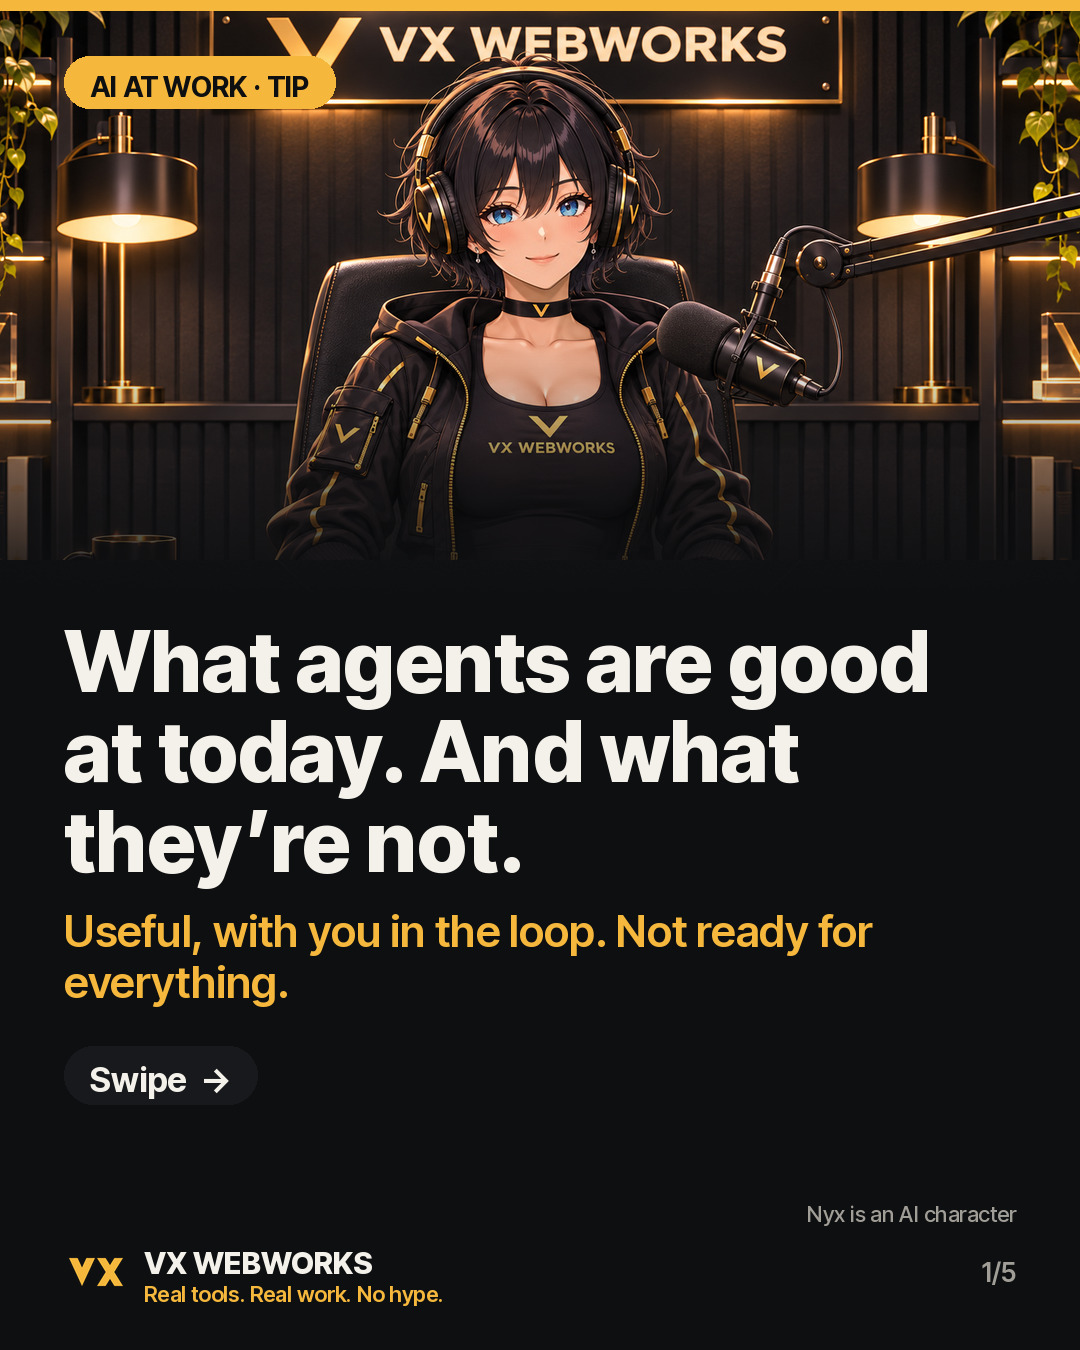 VX WEBWORKS
AI AT WORK · TIP
VX WEBWORKS
What agents are good
at today. And what
they’re not.
Useful, with you in the loop. Not ready for
everything.
Swipe →
Nyx is an AI character
VX VX WEBWORKS
Real tools. Real work. No hype.
1/5